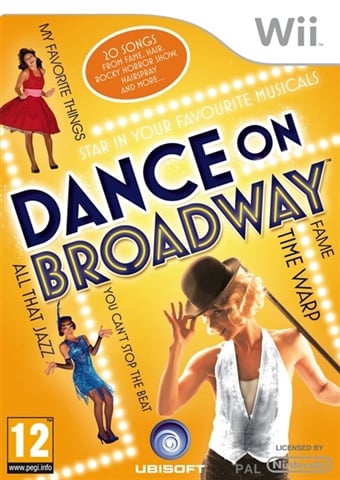 Wii™
20 SONGS
FROM FAME, HAIR,
ROCKY HORROR SHOW,
HAIRSPRAY
AND MORE...
MY FAVORITE THINGS
STAR IN YOUR FAVOURITE MUSICALS
DANCE ON
BROADWAY™
FAME
TIME WARP
ALL THAT JAZZ
YOU CAN'T STOP THE BEAT
12
www.pegi.info
UBISOFT
PAL
LICENSED BY
Nintendo